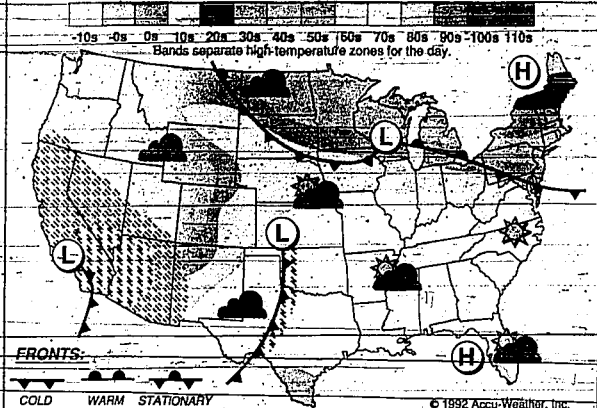 -10s -0s 0s 10s 20s 30s 40s 50s 60s 70s 80s 90s 100s 110s
Bands separate high-temperature zones for the day.
H
L
L
L
H
FRONTS:
COLD WARM STATIONARY
© 1992 Accu-Weather, Inc.